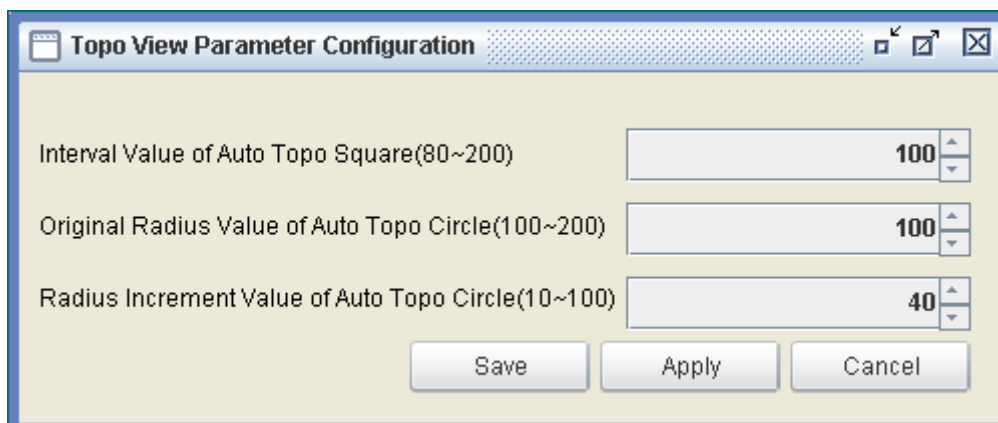 Topo View Parameter Configuration
Interval Value of Auto Topo Square(80~200) 100
Original Radius Value of Auto Topo Circle(100~200) 100
Radius Increment Value of Auto Topo Circle(10~100) 40
Save Apply Cancel